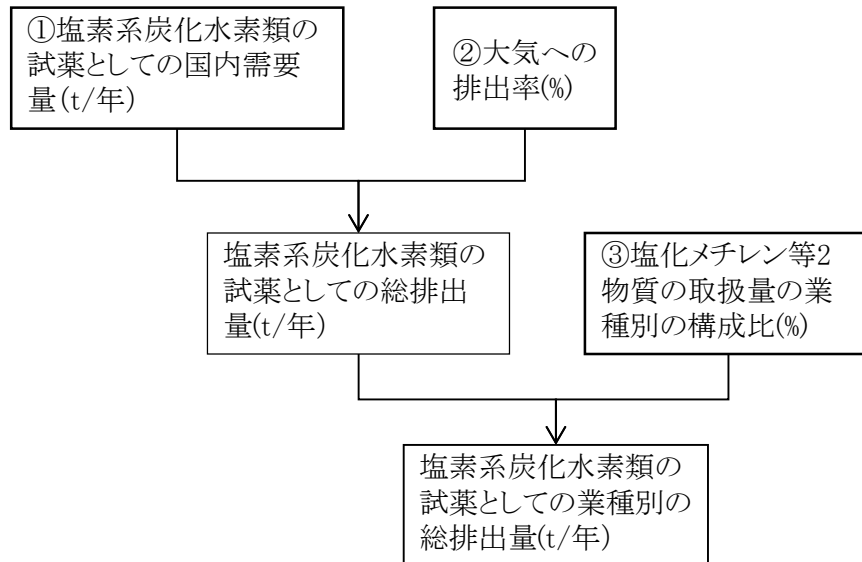 ①塩素系炭化水素類の
試薬としての国内需要
量(t/年)
②大気への
排出率(%)
塩素系炭化水素類の
試薬としての総排出
量(t/年)
③塩化メチレン等2
物質の取扱量の業
種別の構成比(%)
塩素系炭化水素類の
試薬としての業種別の
総排出量(t/年)